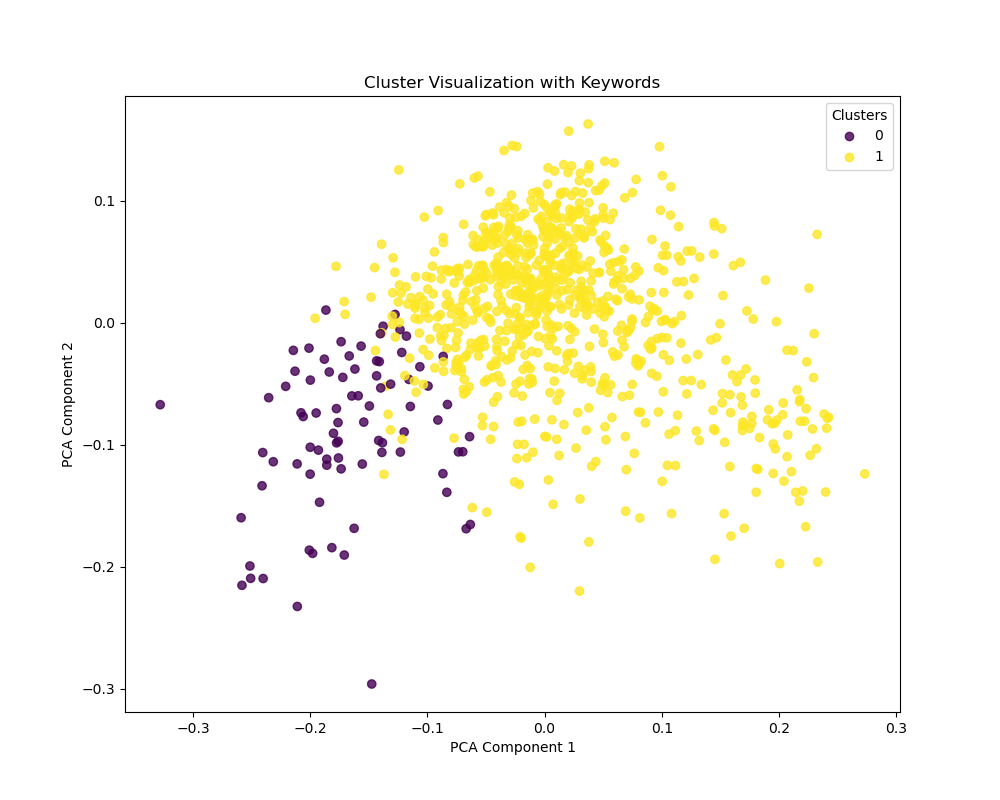 Cluster Visualization with Keywords
Clusters
0
1
PCA Component 2
0.1
0.0
−0.1
−0.2
−0.3
−0.3 −0.2 −0.1 0.0 0.1 0.2 0.3
PCA Component 1